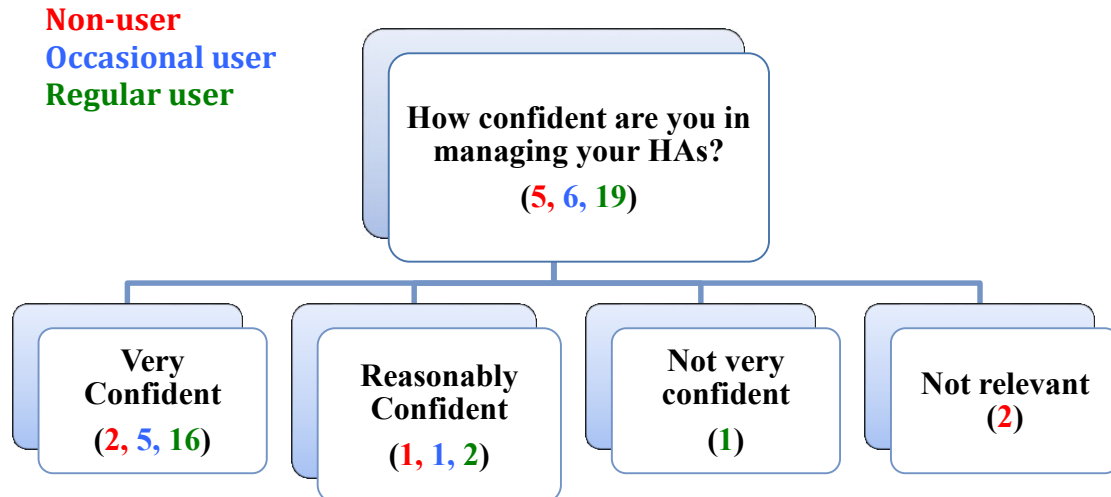 Non-user
Occasional user
Regular user
How confident are you in
managing your HAs?
(5, 6, 19)
Very
Confident
(2, 5, 16)
Reasonably
Confident
(1, 1, 2)
Not very
confident
(1)
Not relevant
(2)